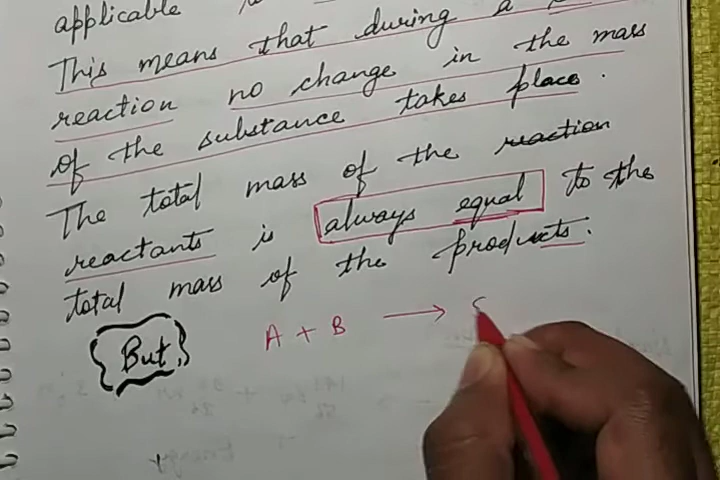 applicable
This means that during a
reaction no change in the mass
of the substance takes place.
The total mass of the reaction
reactants is always equal to the
total mass of the products.
But,
A + B →